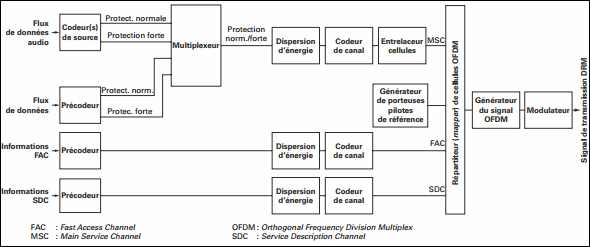 Flux
de données
audio
Codeur(s)
de source
Protect. normale
Protection forte
Multiplexeur
Protection
norm./forte
Dispersion
d'énergie
Codeur
de canal
Entrelaceur
cellules
MSC
Flux
de données
Précodeur
Protect. norm.
Protec. forte
Générateur
de porteuses
pilotes
de référence
Répartiteur (mapper) de cellules OFDM
Générateur
du signal
OFDM
Modulateur
Signal de transmission DRM
Informations
FAC
Précodeur
Dispersion
d'énergie
Codeur
de canal
FAC
Informations
SDC
Précodeur
Dispersion
d'énergie
Codeur
de canal
SDC
FAC : Fast Access Channel
MSC : Main Service Channel
OFDM : Orthogonal Frequency Division Multiplex
SDC : Service Description Channel